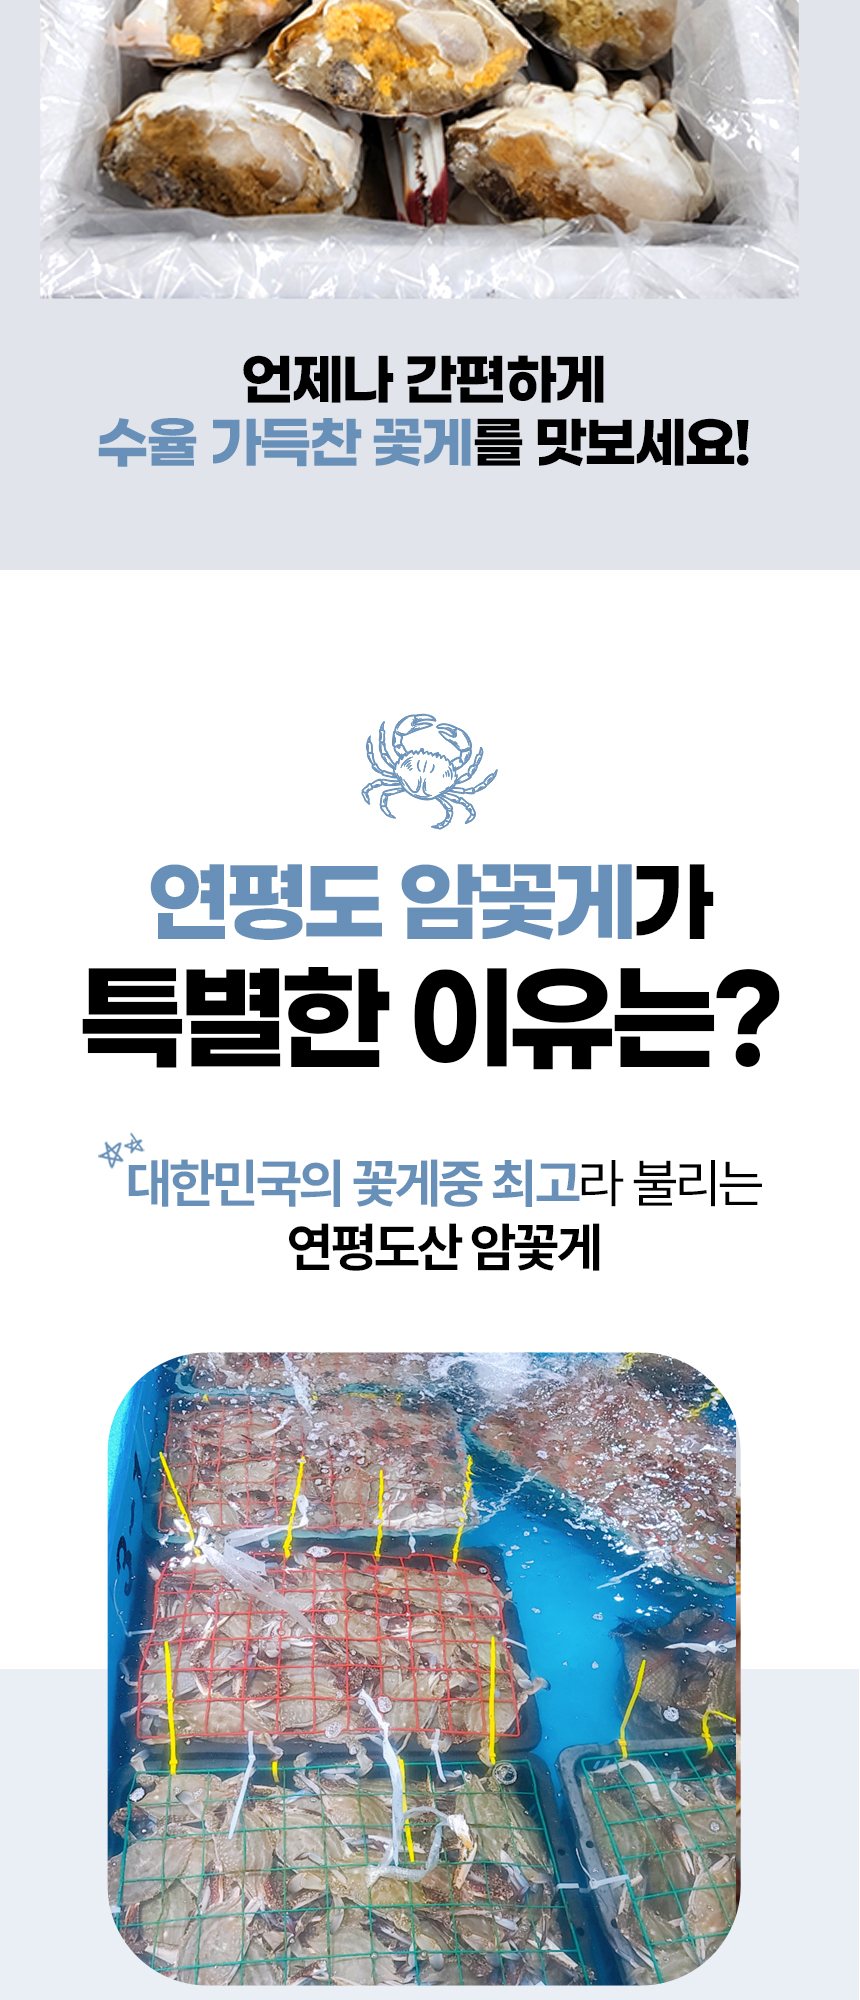 언제나 간편하게
수율 가득찬 꽃게를 맛보세요!
연평도 암꽃게가
특별한 이유는?
대한민국의 꽃게중 최고라 불리는
연평도산 암꽃게